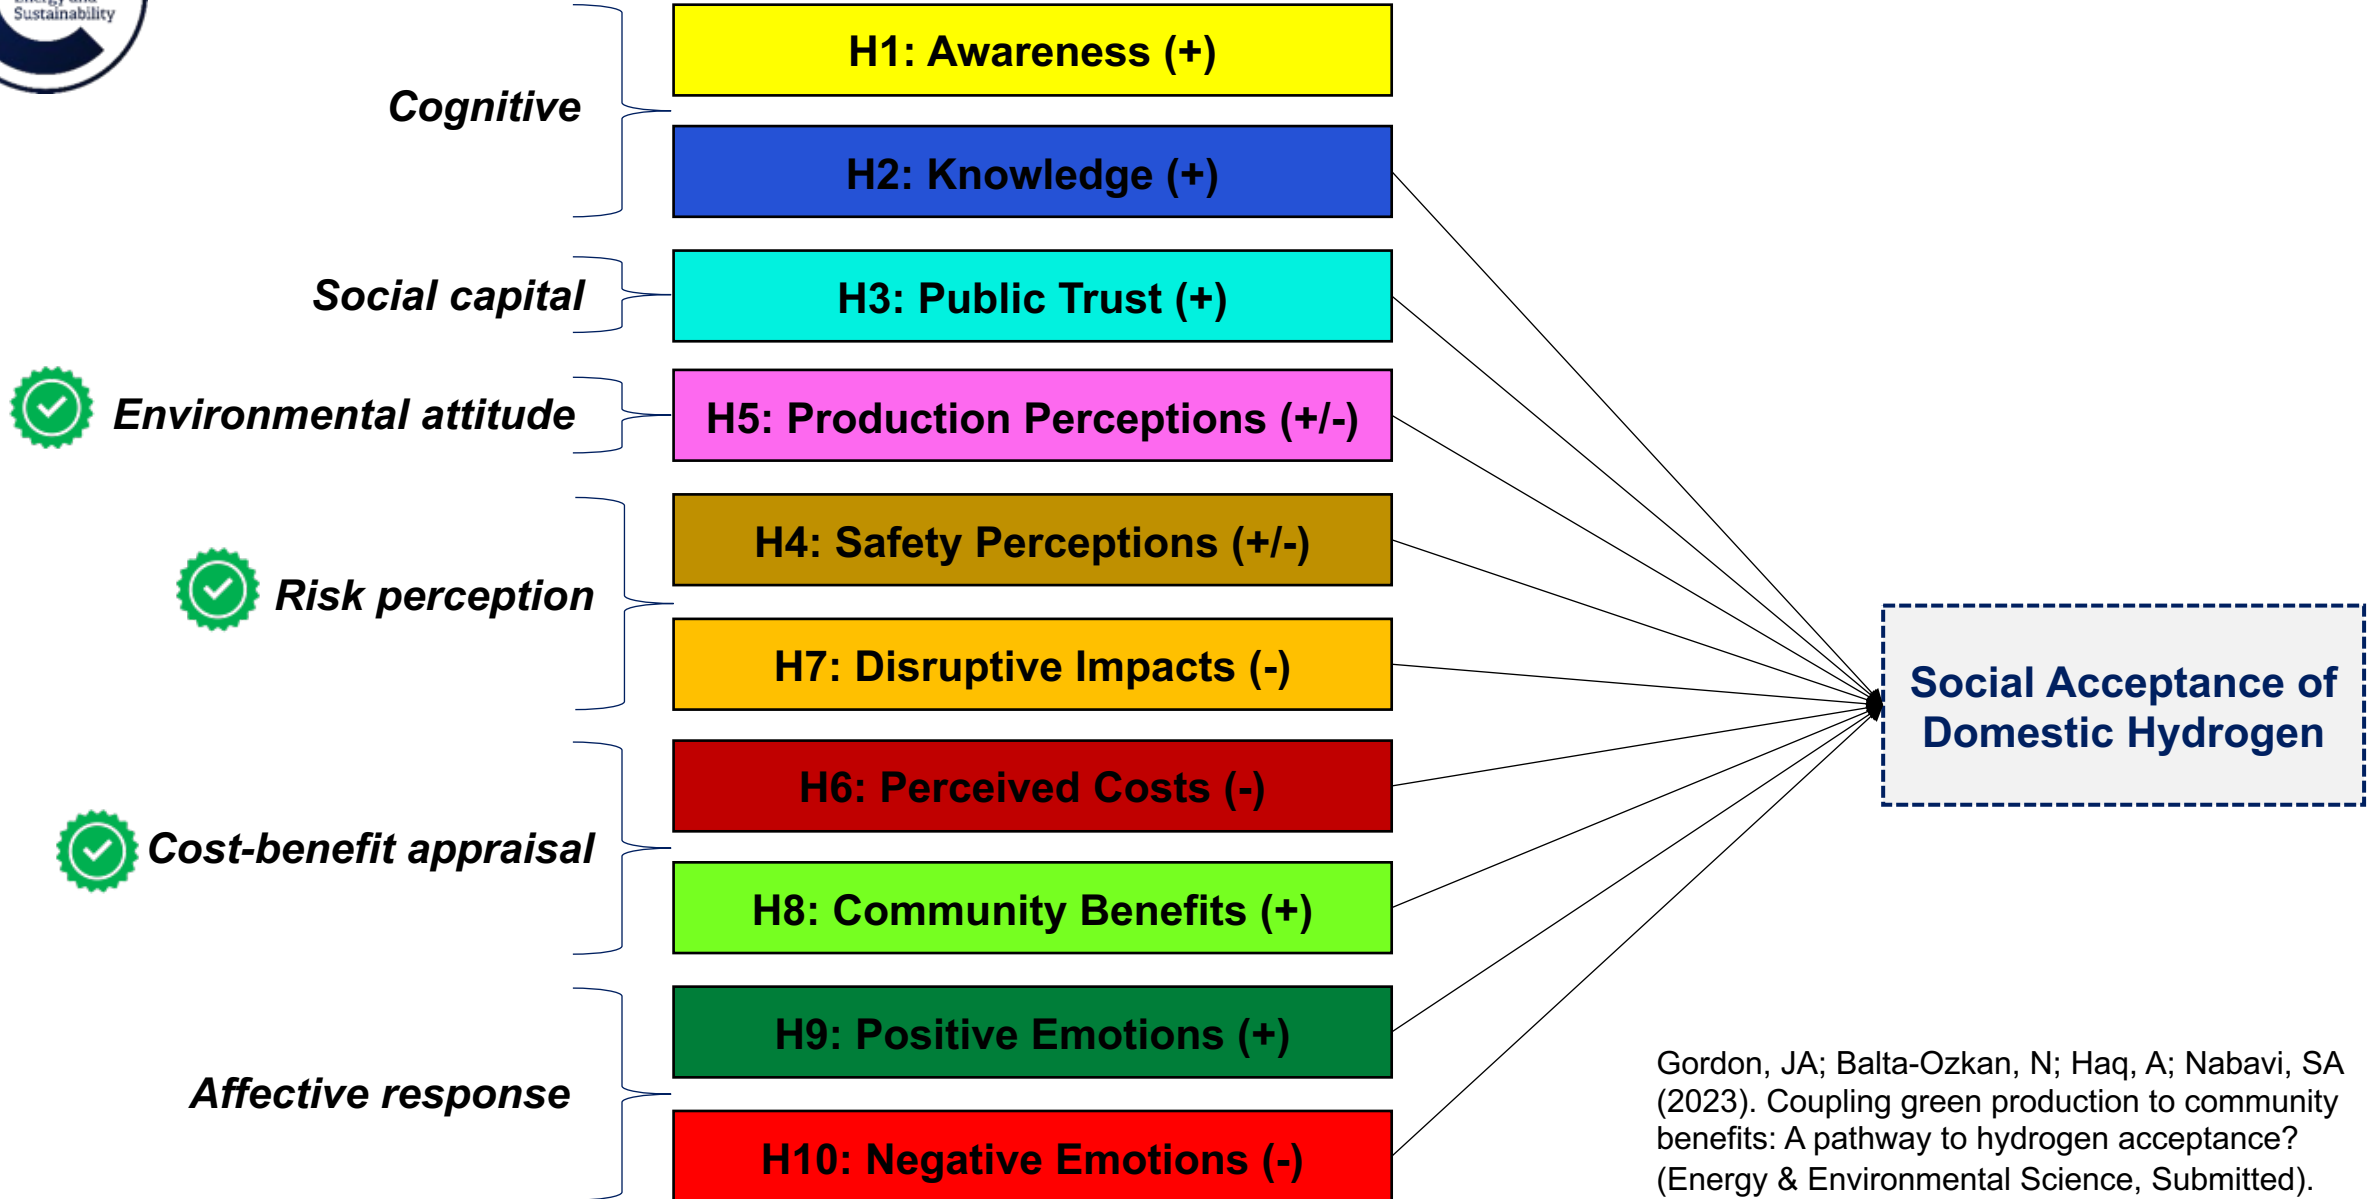 Sustainability
H1: Awareness (+)
Cognitive
H2: Knowledge (+)
Social capital
H3: Public Trust (+)
Environmental attitude
H5: Production Perceptions (+/-)
H4: Safety Perceptions (+/-)
Risk perception
H7: Disruptive Impacts (-)
Social Acceptance of
Domestic Hydrogen
H6: Perceived Costs (-)
Cost-benefit appraisal
H8: Community Benefits (+)
H9: Positive Emotions (+)
Affective response
H10: Negative Emotions (-)
Gordon, JA; Balta-Ozkan, N; Haq, A; Nabavi, SA
(2023). Coupling green production to community
benefits: A pathway to hydrogen acceptance?
(Energy & Environmental Science, Submitted).